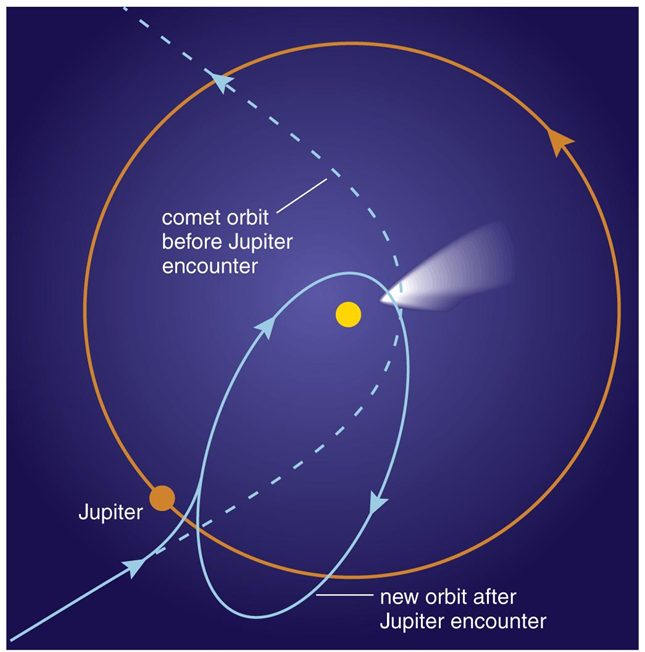 comet orbit
before Jupiter
encounter
Jupiter
new orbit after
Jupiter encounter